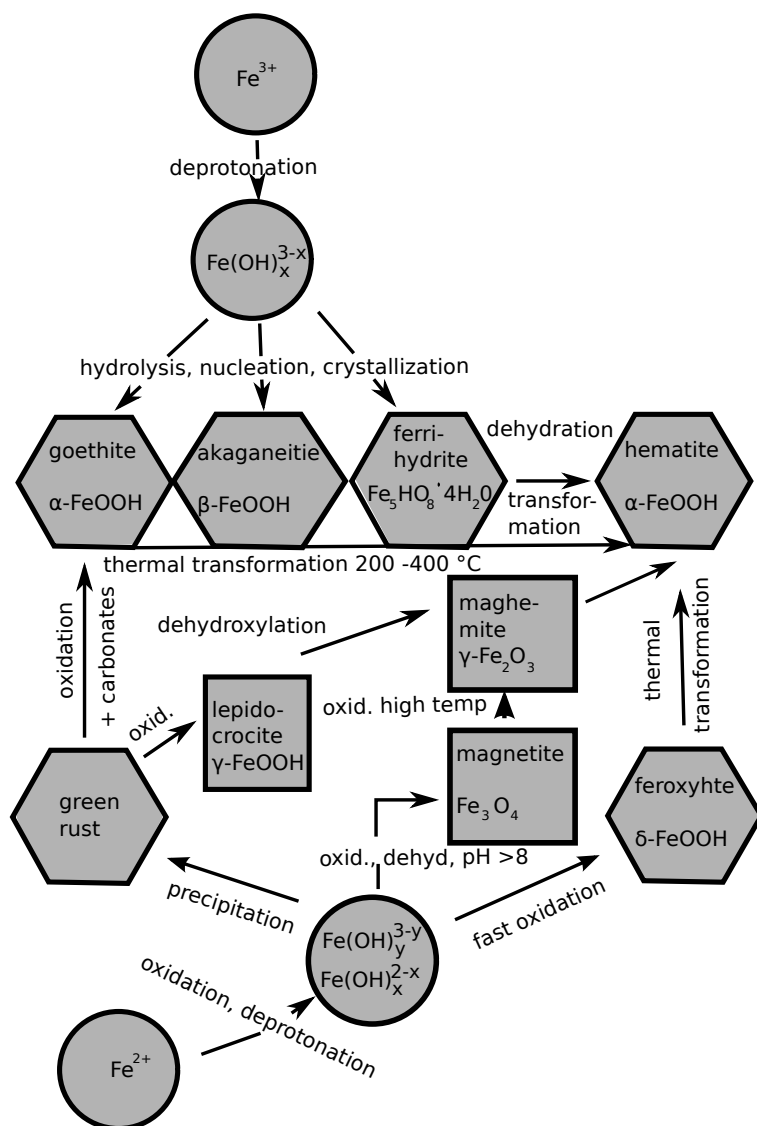 Fe³⁺
deprotonation
Fe(OH)ₓ³⁻ˣ
hydrolysis, nucleation, crystallization
goethite
α-FeOOH
akaganeitie
β-FeOOH
ferri-
hydrite
Fe₅HO₈·4H₂0
dehydration
transfor-
mation
hematite
α-FeOOH
thermal transformation 200 -400 °C
oxidation
+ carbonates
dehydroxylation
maghe-
mite
γ-Fe₂O₃
thermal
transformation
oxid.
lepido-
crocite
γ-FeOOH
oxid. high temp
magnetite
Fe₃O₄
green
rust
feroxyhte
δ-FeOOH
oxid., dehyd, pH >8
precipitation
fast oxidation
Fe(OH)y³⁻ʸ
Fe(OH)ₓ²⁻ˣ
oxidation, deprotonation
Fe²⁺